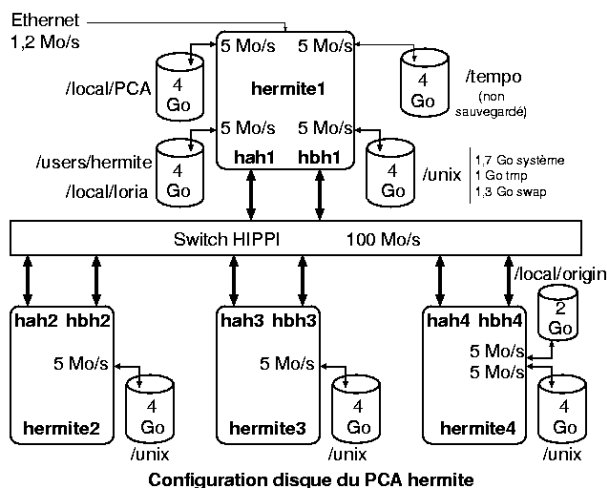 Ethernet
1,2 Mo/s
5 Mo/s 5 Mo/s
/local/PCA
4
Go
hermite1
4
Go
/tempo
(non
sauvegardé)
5 Mo/s 5 Mo/s
/users/hermite
/local/loria
4
Go
hah1 hbh1
4
Go
/unix
1,7 Go système
1 Go tmp
1,3 Go swap
Switch HIPPI 100 Mo/s
/local/origin
hah2 hbh2
hah3 hbh3
hah4 hbh4
2
Go
5 Mo/s
5 Mo/s
5 Mo/s
5 Mo/s
4
Go
4
Go
4
Go
hermite2
hermite3
hermite4
/unix
/unix
/unix
Configuration disque du PCA hermite